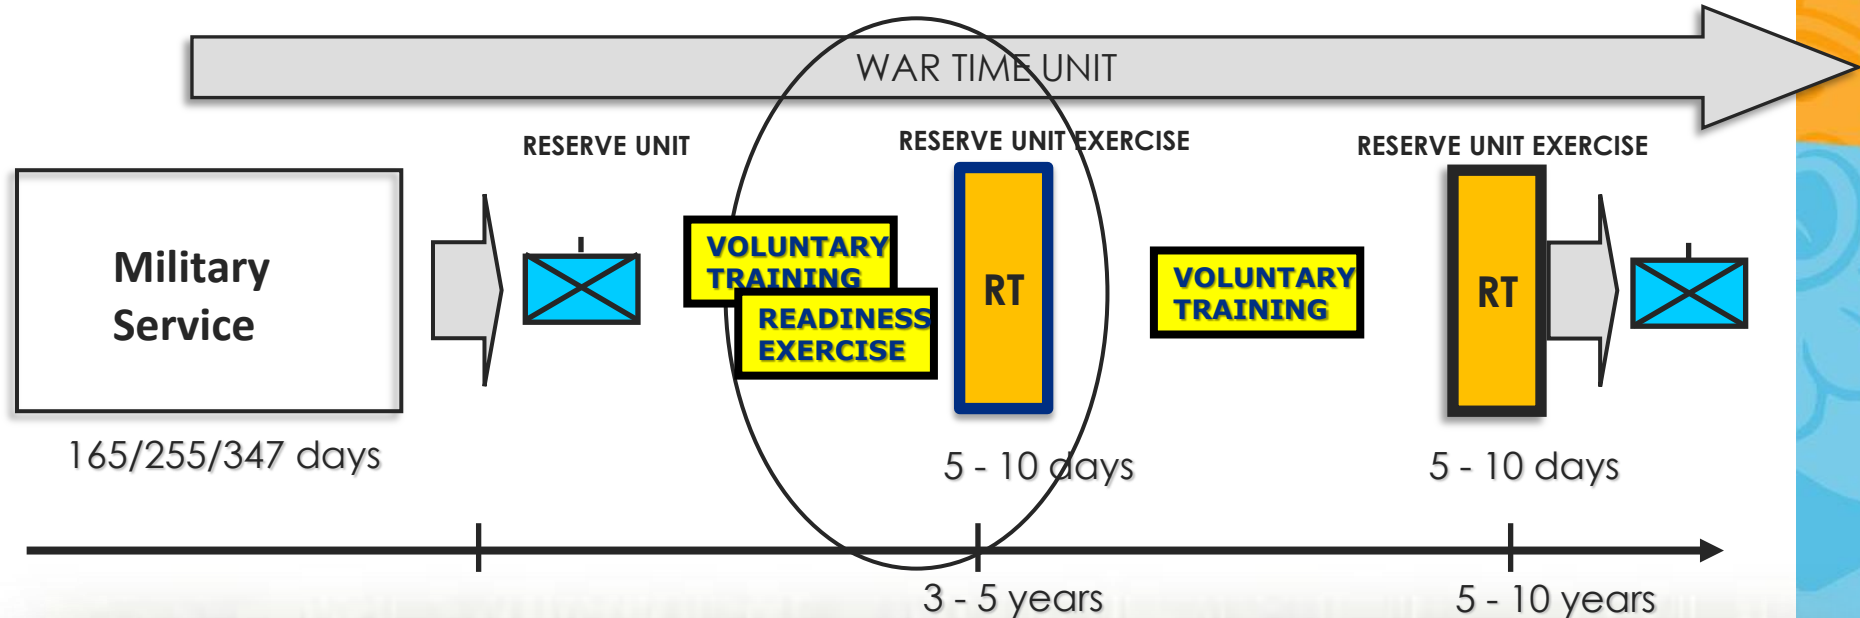 WAR TIME UNIT
RESERVE UNIT
RESERVE UNIT EXERCISE
RESERVE UNIT EXERCISE
Military
Service
VOLUNTARY
TRAINING
READINESS
EXERCISE
RT
VOLUNTARY
TRAINING
RT
165/255/347 days
5 - 10 days
5 - 10 days
3 - 5 years
5 - 10 years